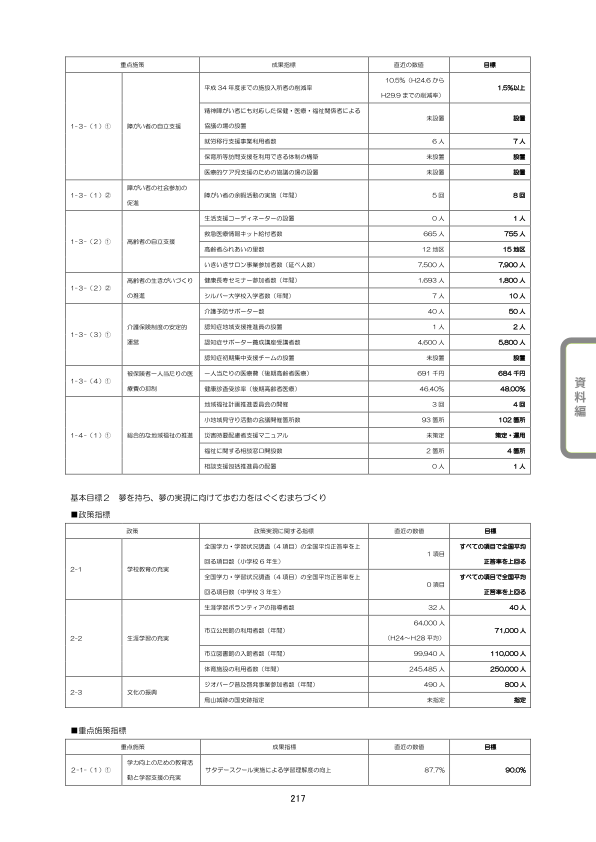 重点施策 成果指標 直近の数値 目標
1-3-（1）① 障がい者の自立支援 平成 34 年度までの施設入所者の削減率 10.5%（H24.6 から
H29.9 までの削減率） 1.5%以上
精神障がい者にも対応した保健・医療・福祉関係者による
協議の場の設置 未設置 設置
就労移行支援事業利用者数 6 人 7 人
保育所等訪問支援を利用できる体制の構築 未設置 設置
医療的ケア児支援のための協議の場の設置 未設置 設置
1-3-（1）② 障がい者の社会参加の
促進 障がい者の余暇活動の実施（年間） 5 回 8 回
1-3-（2）① 高齢者の自立支援 生活支援コーディネーターの設置 0 人 1 人
救急医療情報キット給付者数 665 人 755 人
高齢者ふれあいの里数 12 地区 15 地区
いきいきサロン事業参加者数（延べ人数） 7,500 人 7,900 人
1-3-（2）② 高齢者の生きがいづくり
の推進 健康長寿セミナー参加者数（年間） 1,693 人 1,800 人
シルバー大学校入学者数（年間） 7 人 10 人
1-3-（3）① 介護保険制度の安定的
運営 介護予防サポーター数 40 人 50 人
認知症地域支援推進員の設置 1 人 2 人
認知症サポーター養成講座受講者数 4,600 人 5,800 人
認知症初期集中支援チームの設置 未設置 設置
1-3-（4）① 被保険者一人当たりの医
療費の抑制 一人当たりの医療費（後期高齢者医療） 691 千円 684 千円
健康診査受診率（後期高齢者医療） 46.40% 48.00%
1-4-（1）① 総合的な地域福祉の推進 地域福祉計画推進委員会の開催 3 回 4 回
小地域見守り活動の会議開催箇所数 93 箇所 102 箇所
災害時要配慮者支援マニュアル 未策定 策定・運用
福祉に関する相談窓口開設数 2 箇所 4 箇所
相談支援包括推進員の配置 0 人 1 人
資料編
基本目標２　夢を持ち、夢の実現に向けて歩む力をはぐくむまちづくり
■政策指標
政策 政策実現に関する指標 直近の数値 目標
2-1 学校教育の充実 全国学力・学習状況調査（4 項目）の全国平均正答率を上
回る項目数（小学校 6 年生） 1 項目 すべての項目で全国平均
正答率を上回る
全国学力・学習状況調査（4 項目）の全国平均正答率を上
回る項目数（中学校 3 年生） 0 項目 すべての項目で全国平均
正答率を上回る
2-2 生涯学習の充実 生涯学習ボランティアの指導者数 32 人 40 人
市立公民館の利用者数（年間） 64,000 人
（H24～H28 平均） 71,000 人
市立図書館の入館者数（年間） 99,940 人 110,000 人
体育施設の利用者数（年間） 245,485 人 250,000 人
2-3 文化の振興 ジオパーク普及啓発事業参加者数（年間） 490 人 800 人
烏山城跡の国史跡指定 未指定 指定
■重点施策指標
重点施策 成果指標 直近の数値 目標
2-1-（1）① 学力向上のための教育活
動と学習支援の充実 サタデースクール実施による学習理解度の向上 87.7% 90.0%
217